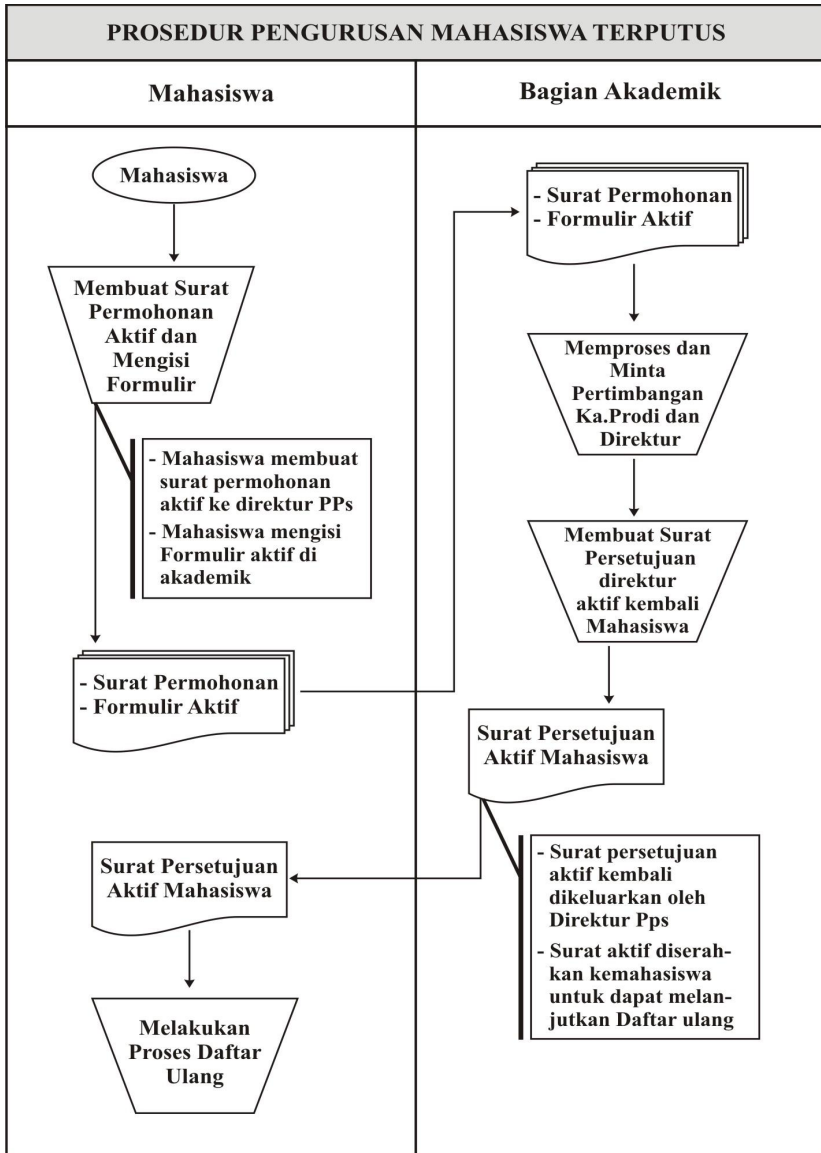 PROSEDUR PENGURUSAN MAHASISWA TERPUTUS
Mahasiswa
Bagian Akademik
Mahasiswa
Membuat Surat
Permohonan
Aktif dan
Mengisi
Formulir
- Mahasiswa membuat
surat permohonan
aktif ke direktur PPs
- Mahasiswa mengisi
Formulir aktif di
akademik
- Surat Permohonan
- Formulir Aktif
- Surat Permohonan
- Formulir Aktif
Memproses dan
Minta
Pertimbangan
Ka.Prodi dan
Direktur
Membuat Surat
Persetujuan
direktur
aktif kembali
Mahasiswa
Surat Persetujuan
Aktif Mahasiswa
- Surat persetujuan
aktif kembali
dikeluarkan oleh
Direktur Pps
- Surat aktif diserah-
kan kemahasiswa
untuk dapat melan-
jutkan Daftar ulang
Surat Persetujuan
Aktif Mahasiswa
Melakukan
Proses Daftar
Ulang